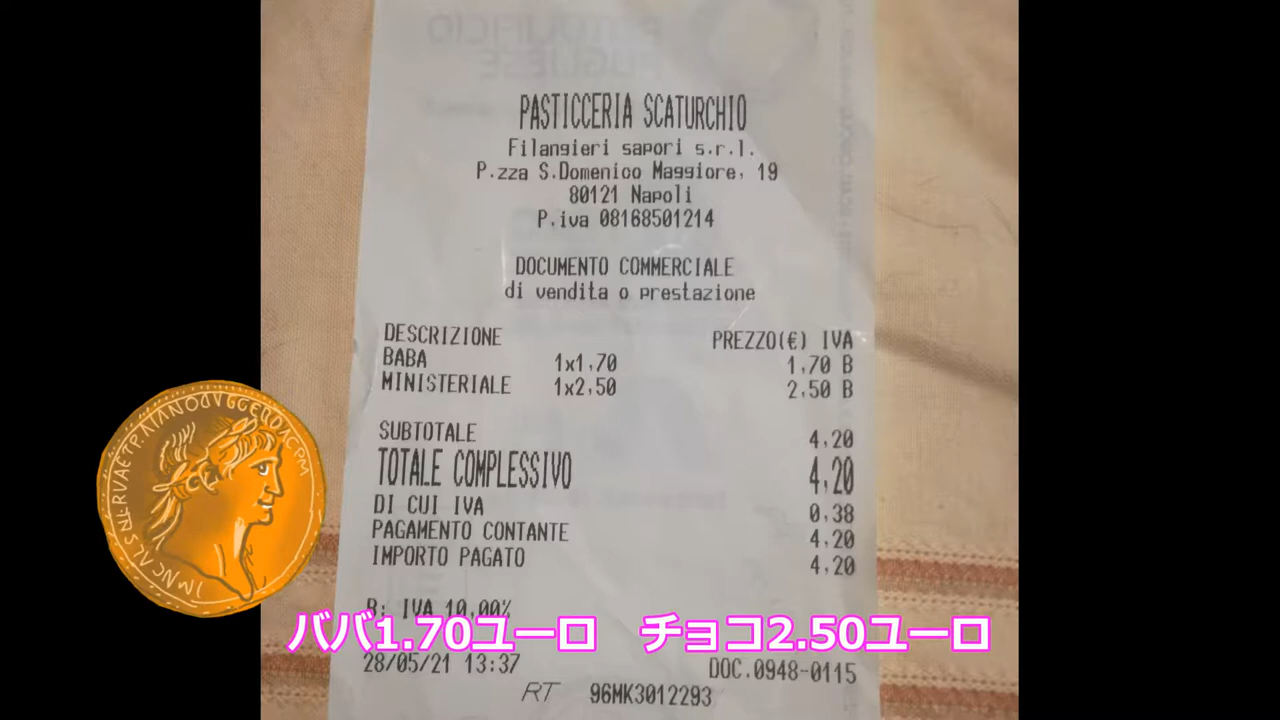 PASTICCERIA SCATURCHIO
Filangieri sapori s.r.l.
P.zza S.Domenico Maggiore, 19
80121 Napoli
P.iva 08168501214
DOCUMENTO COMMERCIALE
di vendita o prestazione
DESCRIZIONE PREZZO(€) IVA
BABA 1x1,70 1,70 B
MINISTERIALE 1x2,50 2,50 B
SUBTOTALE 4,20
TOTALE COMPLESSIVO 4,20
DI CUI IVA 0,38
PAGAMENTO CONTANTE 4,20
IMPORTO PAGATO 4,20
B: IVA 10,00%
ババ1.70ユーロ チョコ2.50ユーロ
28/05/21 13:37 DOC.0948-0115
RT 96MK3012293